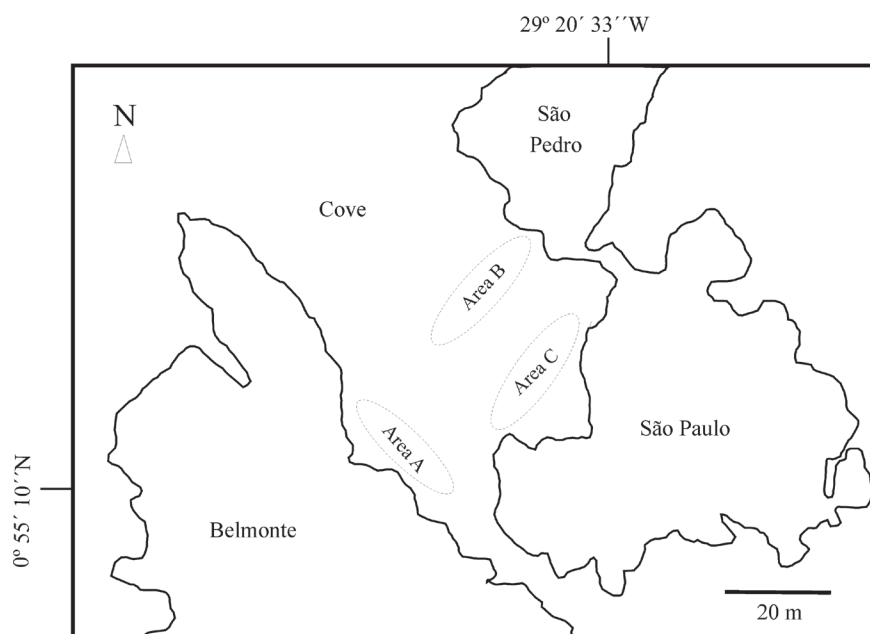 29º 20´ 33´´W
N
São
Pedro
Cove
Area B
Area C
Area A
São Paulo
0º 55´ 10´´N
Belmonte
20 m